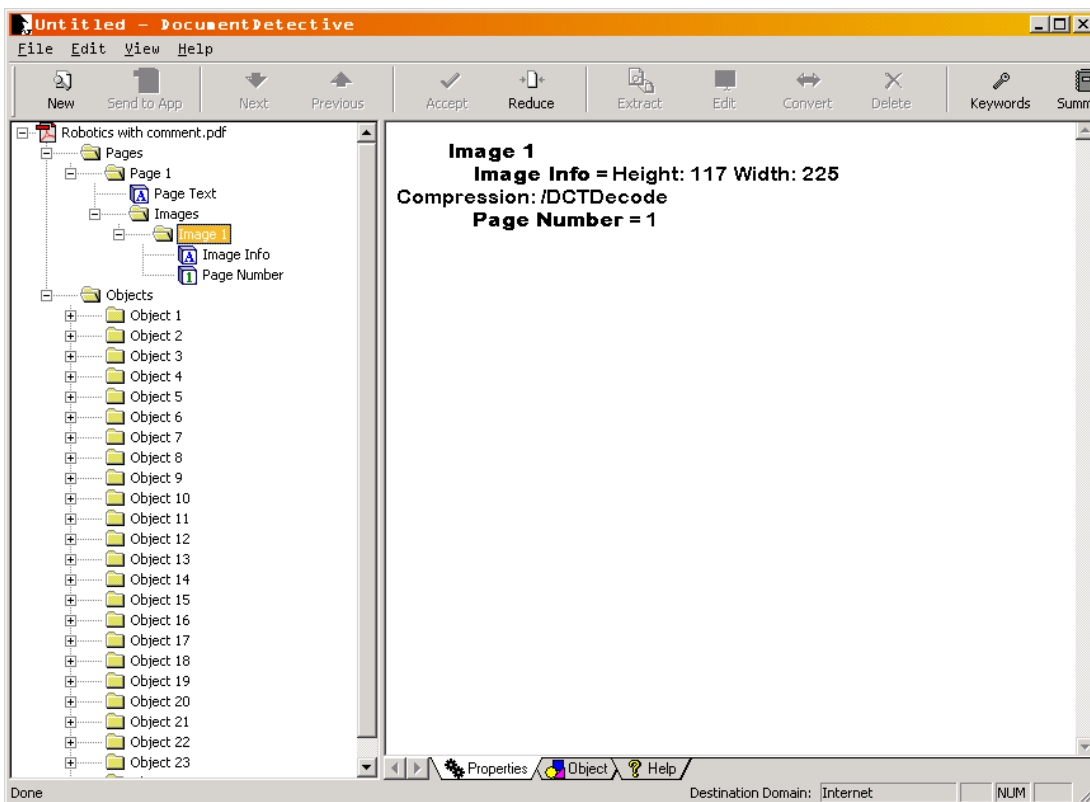 Untitled - DocumentDetective
File Edit View Help
New Send to App Next Previous Accept Reduce Extract Edit Convert Delete Keywords
Robotics with comment.pdf
Pages
Page 1
Page Text
Images
Image 1
Image Info
Page Number
Objects
Object 1
Object 2
Object 3
Object 4
Object 5
Object 6
Object 7
Object 8
Object 9
Object 10
Object 11
Object 12
Object 13
Object 14
Object 15
Object 16
Object 17
Object 18
Object 19
Object 20
Object 21
Object 22
Object 23
Image 1
Image Info = Height: 117 Width: 225
Compression: /DCTDecode
Page Number = 1
Properties Object Help
Done Destination Domain: Internet NUM